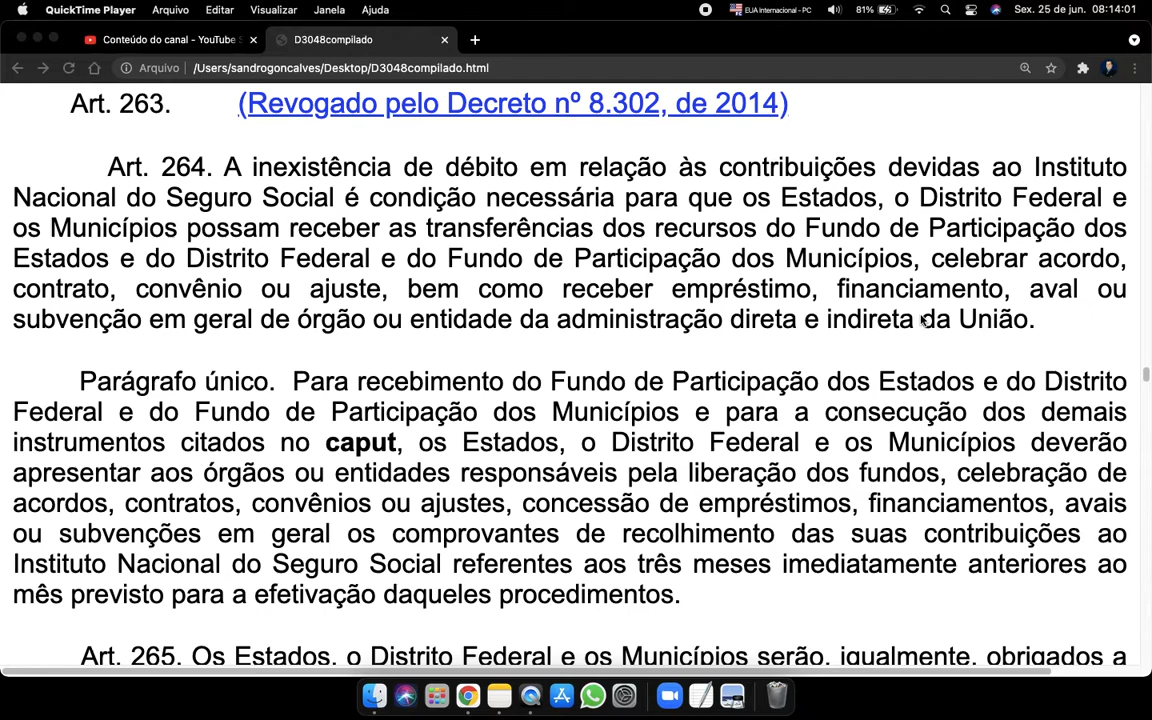 QuickTime Player Arquivo Editar Visualizar Janela Ajuda EUA Internacional - PC 81% Sex. 25 de jun. 08:14:01
Conteúdo do canal - YouTube D3048compilado
Arquivo /Users/sandrogoncalves/Desktop/D3048compilado.html
Art. 263. (Revogado pelo Decreto nº 8.302, de 2014)
Art. 264. A inexistência de débito em relação às contribuições devidas ao Instituto
Nacional do Seguro Social é condição necessária para que os Estados, o Distrito Federal e
os Municípios possam receber as transferências dos recursos do Fundo de Participação dos
Estados e do Distrito Federal e do Fundo de Participação dos Municípios, celebrar acordo,
contrato, convênio ou ajuste, bem como receber empréstimo, financiamento, aval ou
subvenção em geral de órgão ou entidade da administração direta e indireta da União.
Parágrafo único. Para recebimento do Fundo de Participação dos Estados e do Distrito
Federal e do Fundo de Participação dos Municípios e para a consecução dos demais
instrumentos citados no caput, os Estados, o Distrito Federal e os Municípios deverão
apresentar aos órgãos ou entidades responsáveis pela liberação dos fundos, celebração de
acordos, contratos, convênios ou ajustes, concessão de empréstimos, financiamentos, avais
ou subvenções em geral os comprovantes de recolhimento das suas contribuições ao
Instituto Nacional do Seguro Social referentes aos três meses imediatamente anteriores ao
mês previsto para a efetivação daqueles procedimentos.
Art. 265. Os Estados, o Distrito Federal e os Municípios serão, igualmente, obrigados a